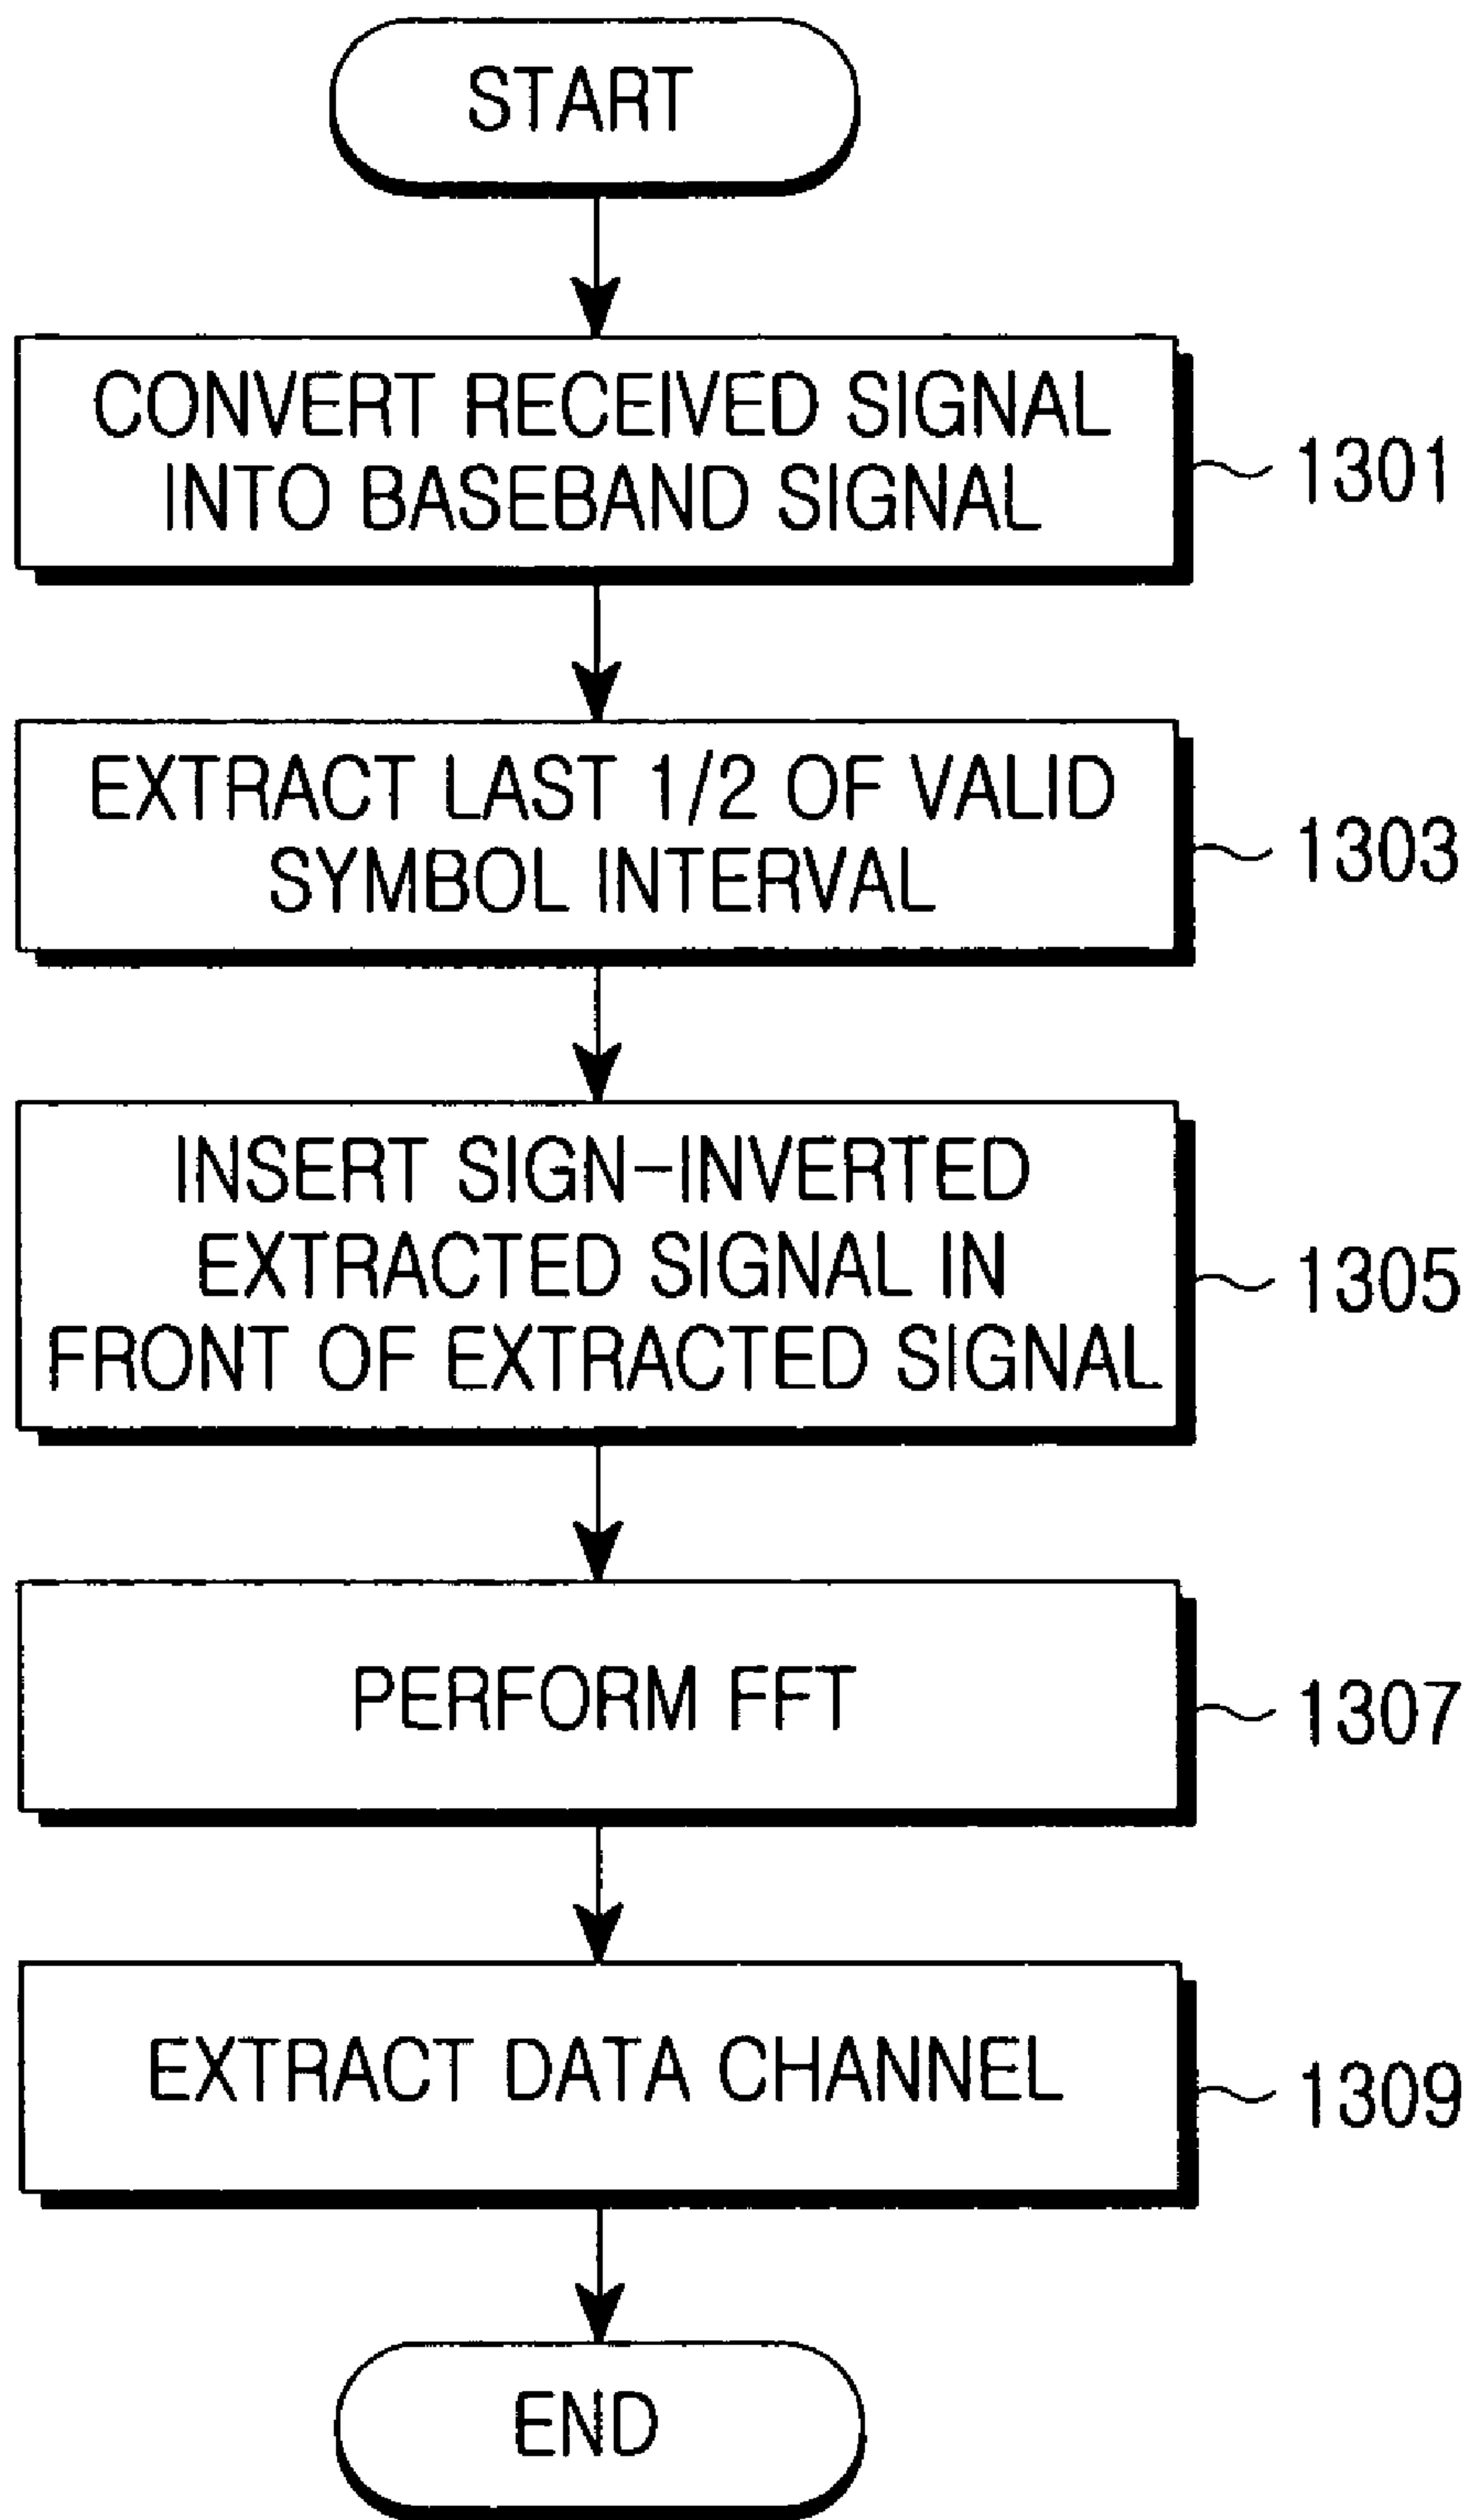 START
CONVERT RECEIVED SIGNAL
INTO BASEBAND SIGNAL
1301
EXTRACT LAST 1/2 OF VALID
SYMBOL INTERVAL
1303
INSERT SIGN-INVERTED
EXTRACTED SIGNAL IN
FRONT OF EXTRACTED SIGNAL
1305
PERFORM FFT
1307
EXTRACT DATA CHANNEL
1309
END